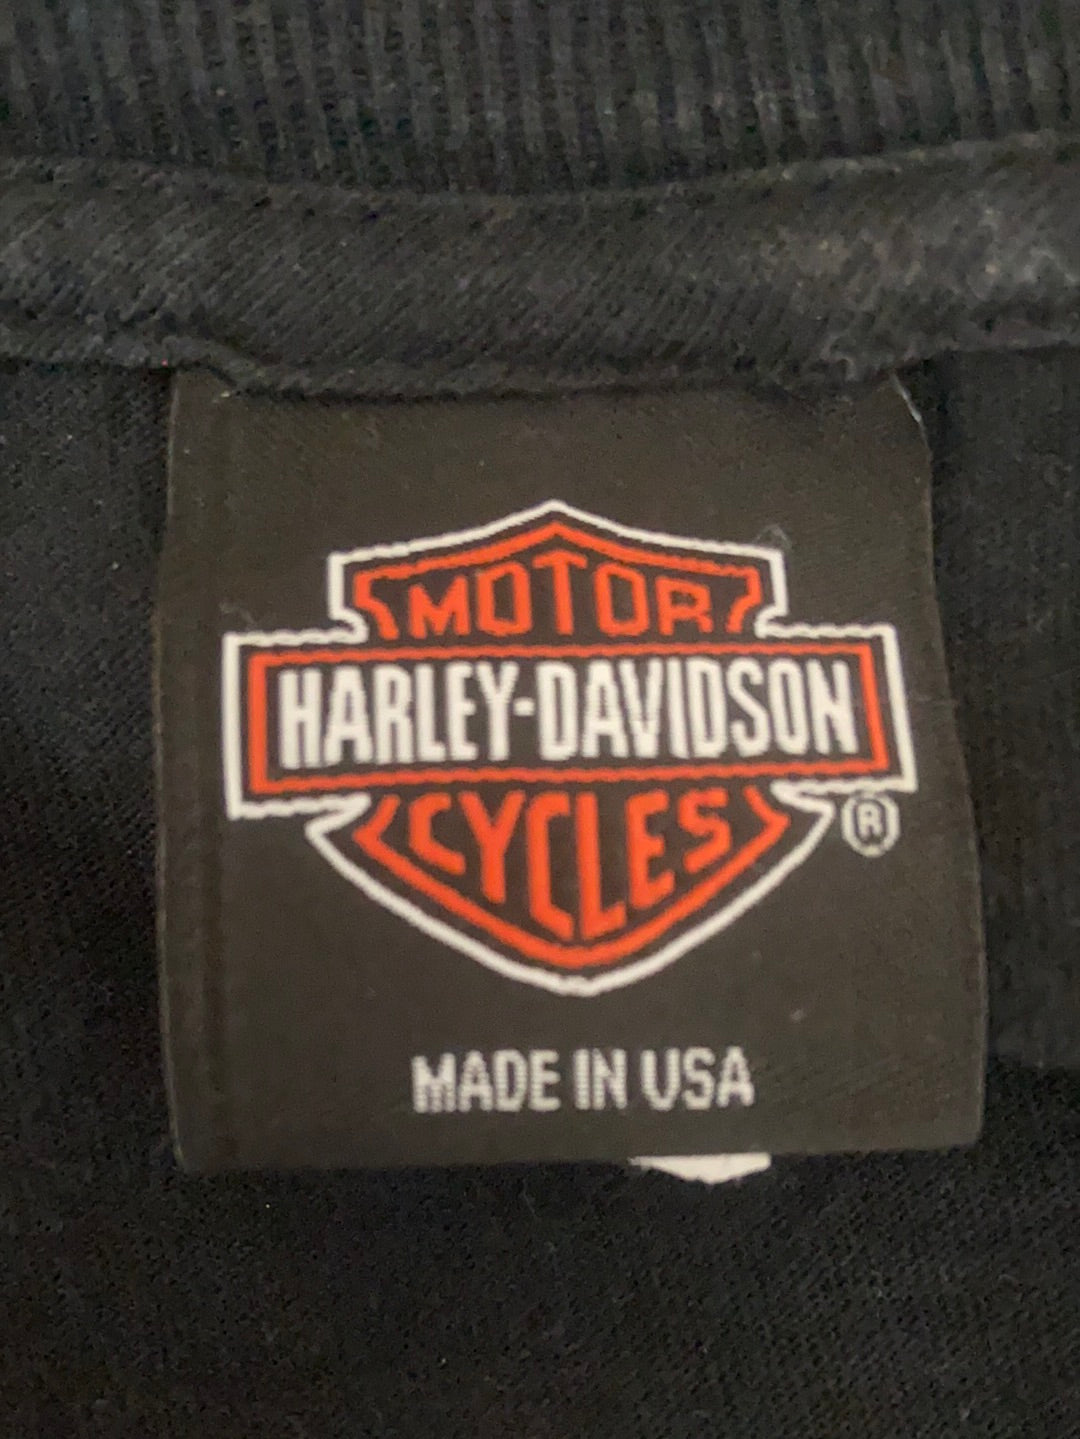 MOTOR
HARLEY-DAVIDSON
CYCLES
®
MADE IN USA